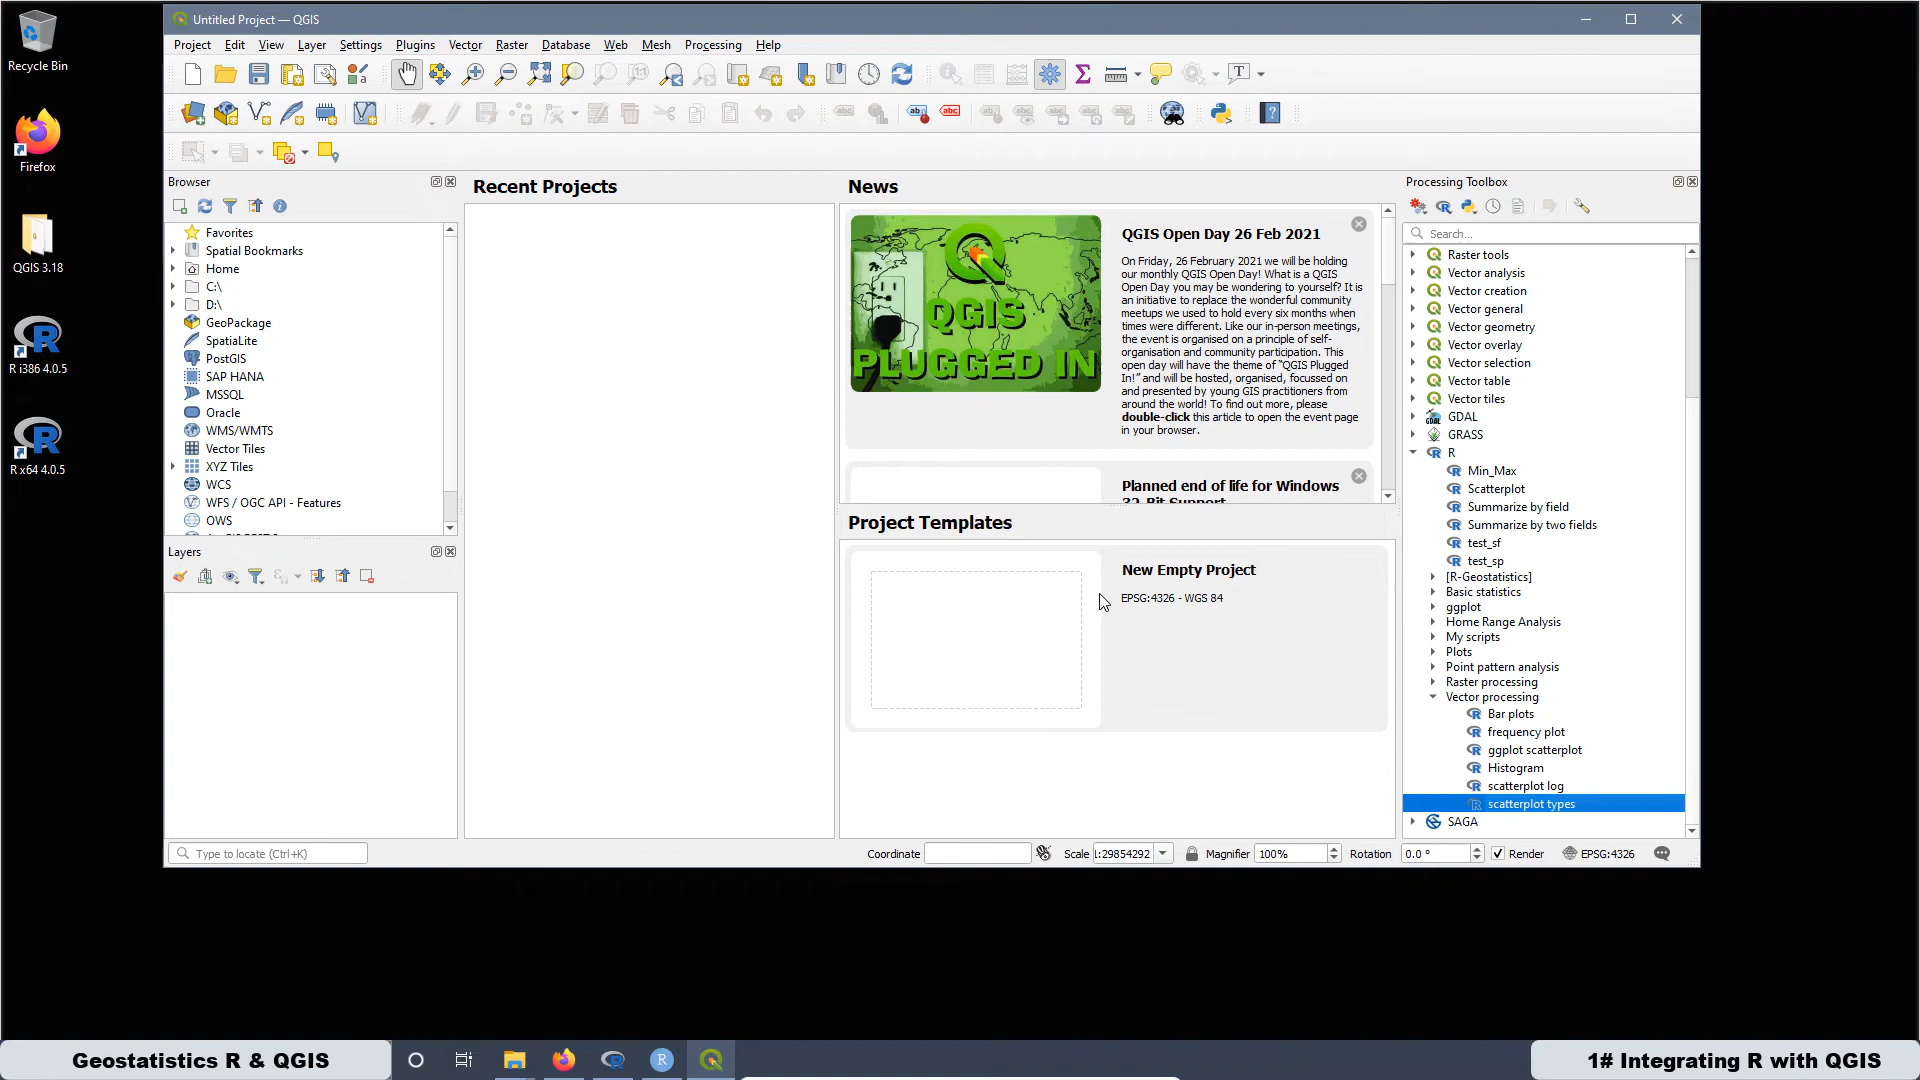 Recycle Bin
Firefox
QGIS 3.18
R i386 4.0.5
R x64 4.0.5
Untitled Project — QGIS
Project Edit View Layer Settings Plugins Vector Raster Database Web Mesh Processing Help
Browser
Favorites
Spatial Bookmarks
Home
C:\
D:\
GeoPackage
SpatiaLite
PostGIS
SAP HANA
MSSQL
Oracle
WMS/WMTS
Vector Tiles
XYZ Tiles
WCS
WFS / OGC API - Features
OWS
Layers
Type to locate (Ctrl+K)
Recent Projects
News
QGIS
PLUGGED IN
QGIS Open Day 26 Feb 2021
On Friday, 26 February 2021 we will be holding
our monthly QGIS Open Day! What is a QGIS
Open Day you may be wondering to yourself? It is
an initiative to replace the wonderful community
meetups we used to hold every six months when
times were different. Like our in-person meetings,
the event is organised on a principle of self-
organisation and community participation. This
open day will have the theme of “QGIS Plugged
In!” and will be hosted, organised, focussed on
and presented by young GIS practitioners from
around the world! To find out more, please
double-click this article to open the event page
in your browser.
Planned end of life for Windows
32-Bit Support
Project Templates
New Empty Project
EPSG:4326 - WGS 84
Processing Toolbox
Search...
Raster tools
Vector analysis
Vector creation
Vector general
Vector geometry
Vector overlay
Vector selection
Vector table
Vector tiles
GDAL
GRASS
R
Min_Max
Scatterplot
Summarize by field
Summarize by two fields
test_sf
test_sp
[R-Geostatistics]
Basic statistics
ggplot
Home Range Analysis
My scripts
Plots
Point pattern analysis
Raster processing
Vector processing
Bar plots
frequency plot
ggplot scatterplot
Histogram
scatterplot log
scatterplot types
SAGA
Coordinate Scale 1:29854292 Magnifier 100% Rotation 0.0 ° Render EPSG:4326
Geostatistics R & QGIS
1# Integrating R with QGIS